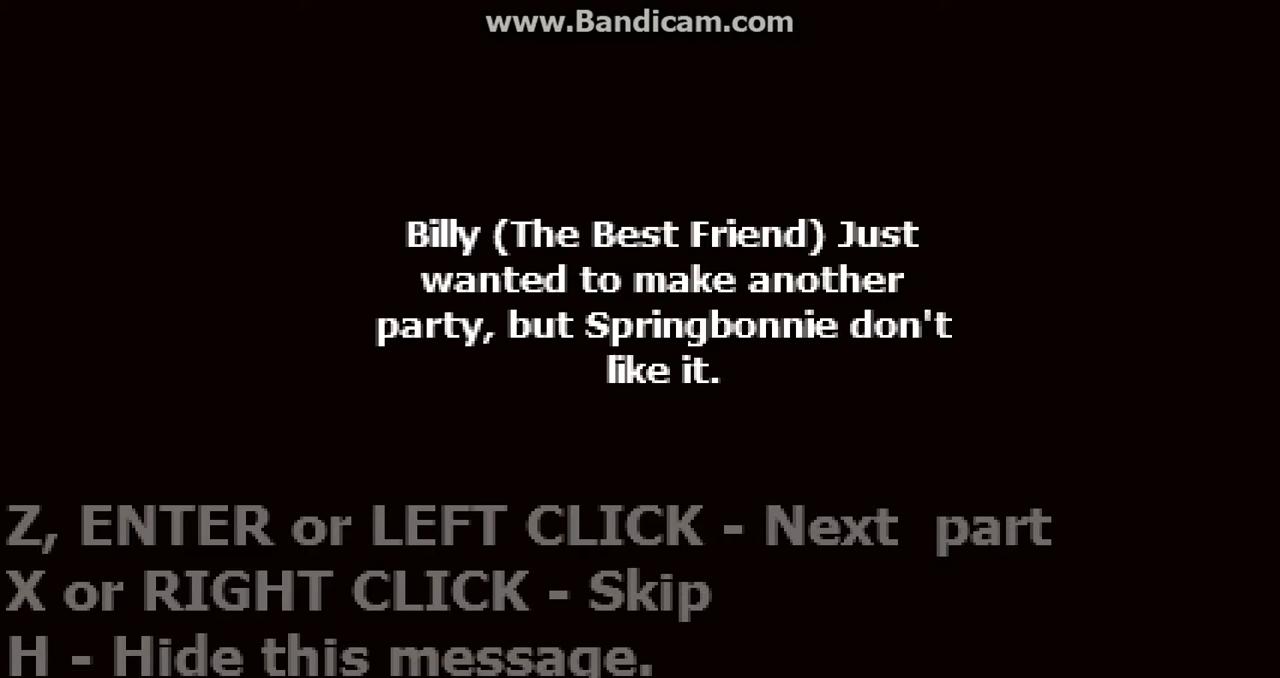 www.Bandicam.com
Billy (The Best Friend) Just
wanted to make another
party, but Springbonnie don't
like it.
Z, ENTER or LEFT CLICK - Next  part
X or RIGHT CLICK - Skip
H - Hide this message.